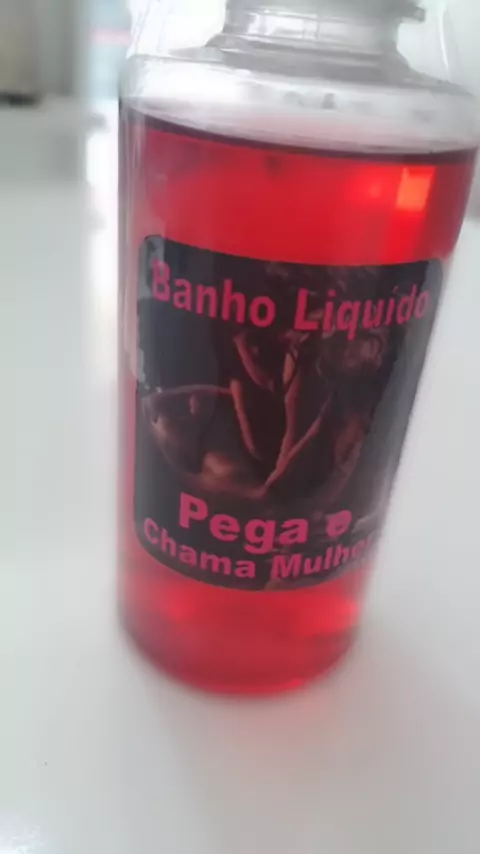 Banho Liquido
Pega e
Chama Mulher